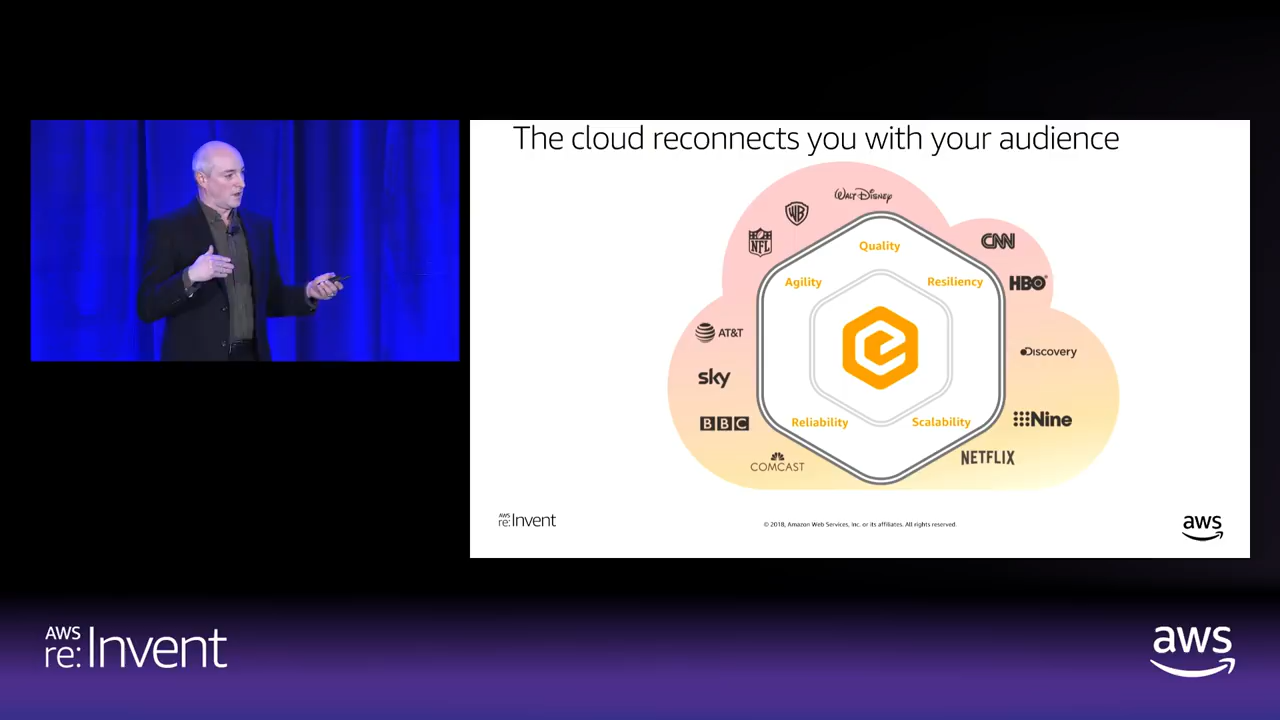 The cloud reconnects you with your audience
WALT DISNEY
WB
NFL
CNN
Quality
Agility
Resiliency
HBO
AT&T
Discovery
sky
BBC
Reliability
Scalability
Nine
COMCAST
NETFLIX
AWS
re:Invent
© 2018, Amazon Web Services, Inc. or its affiliates. All rights reserved.
aws
AWS
re:Invent
aws